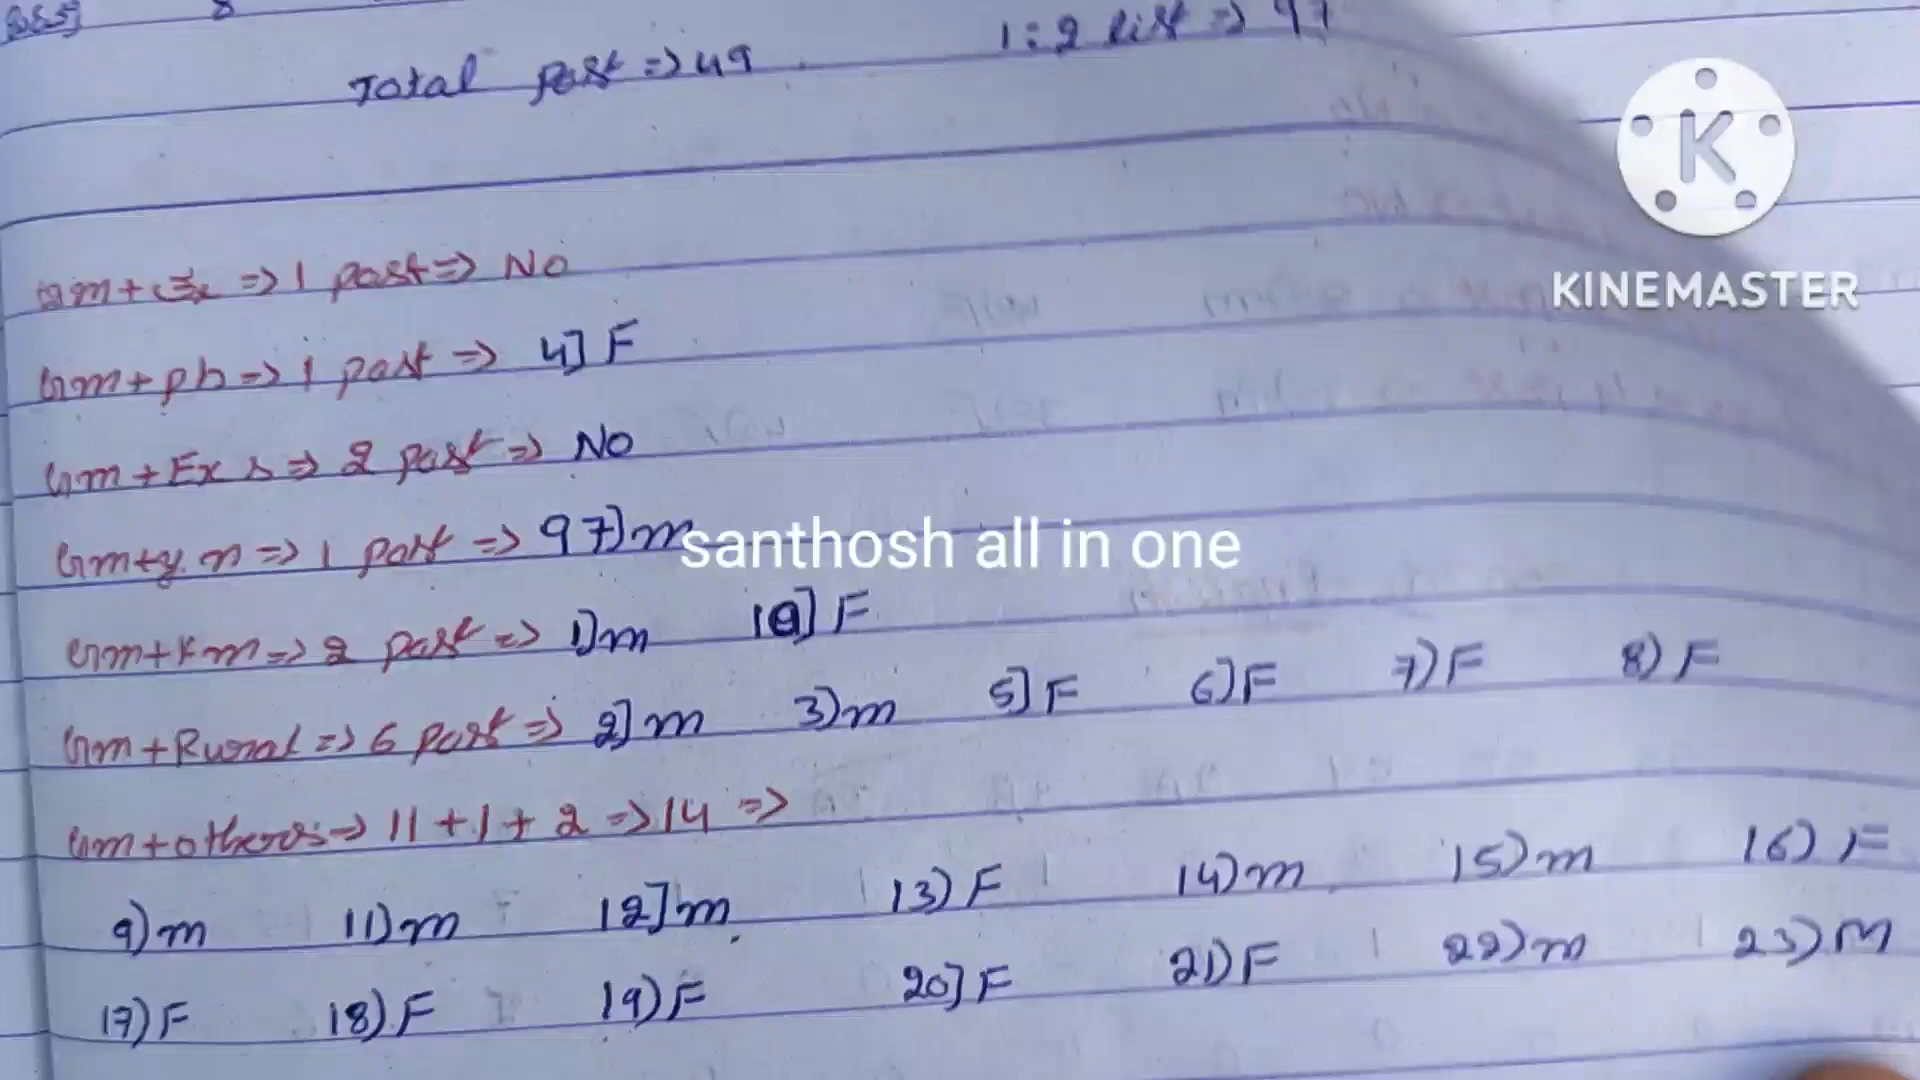 Total post => 49
1:2 list => 97
Gm+Ex => 1 post => No
Gm+ph => 1 post => 4] F
Gm+Ex s => 2 post => No
Gm+y.n => 1 post => 97)m
Gm+Km => 2 post => 1)m 10] F
Gm+Rural => 6 post => 2] m 3)m 5] F 6] F 7) F 8) F
Gm+others => 11+1+2 => 14 =>
9)m 11)m 12]m 13) F 14)m 15)m 16) F
17) F 18) F 19) F 20] F 21) F 22)m 23) M
KINEMASTER
santhosh all in one